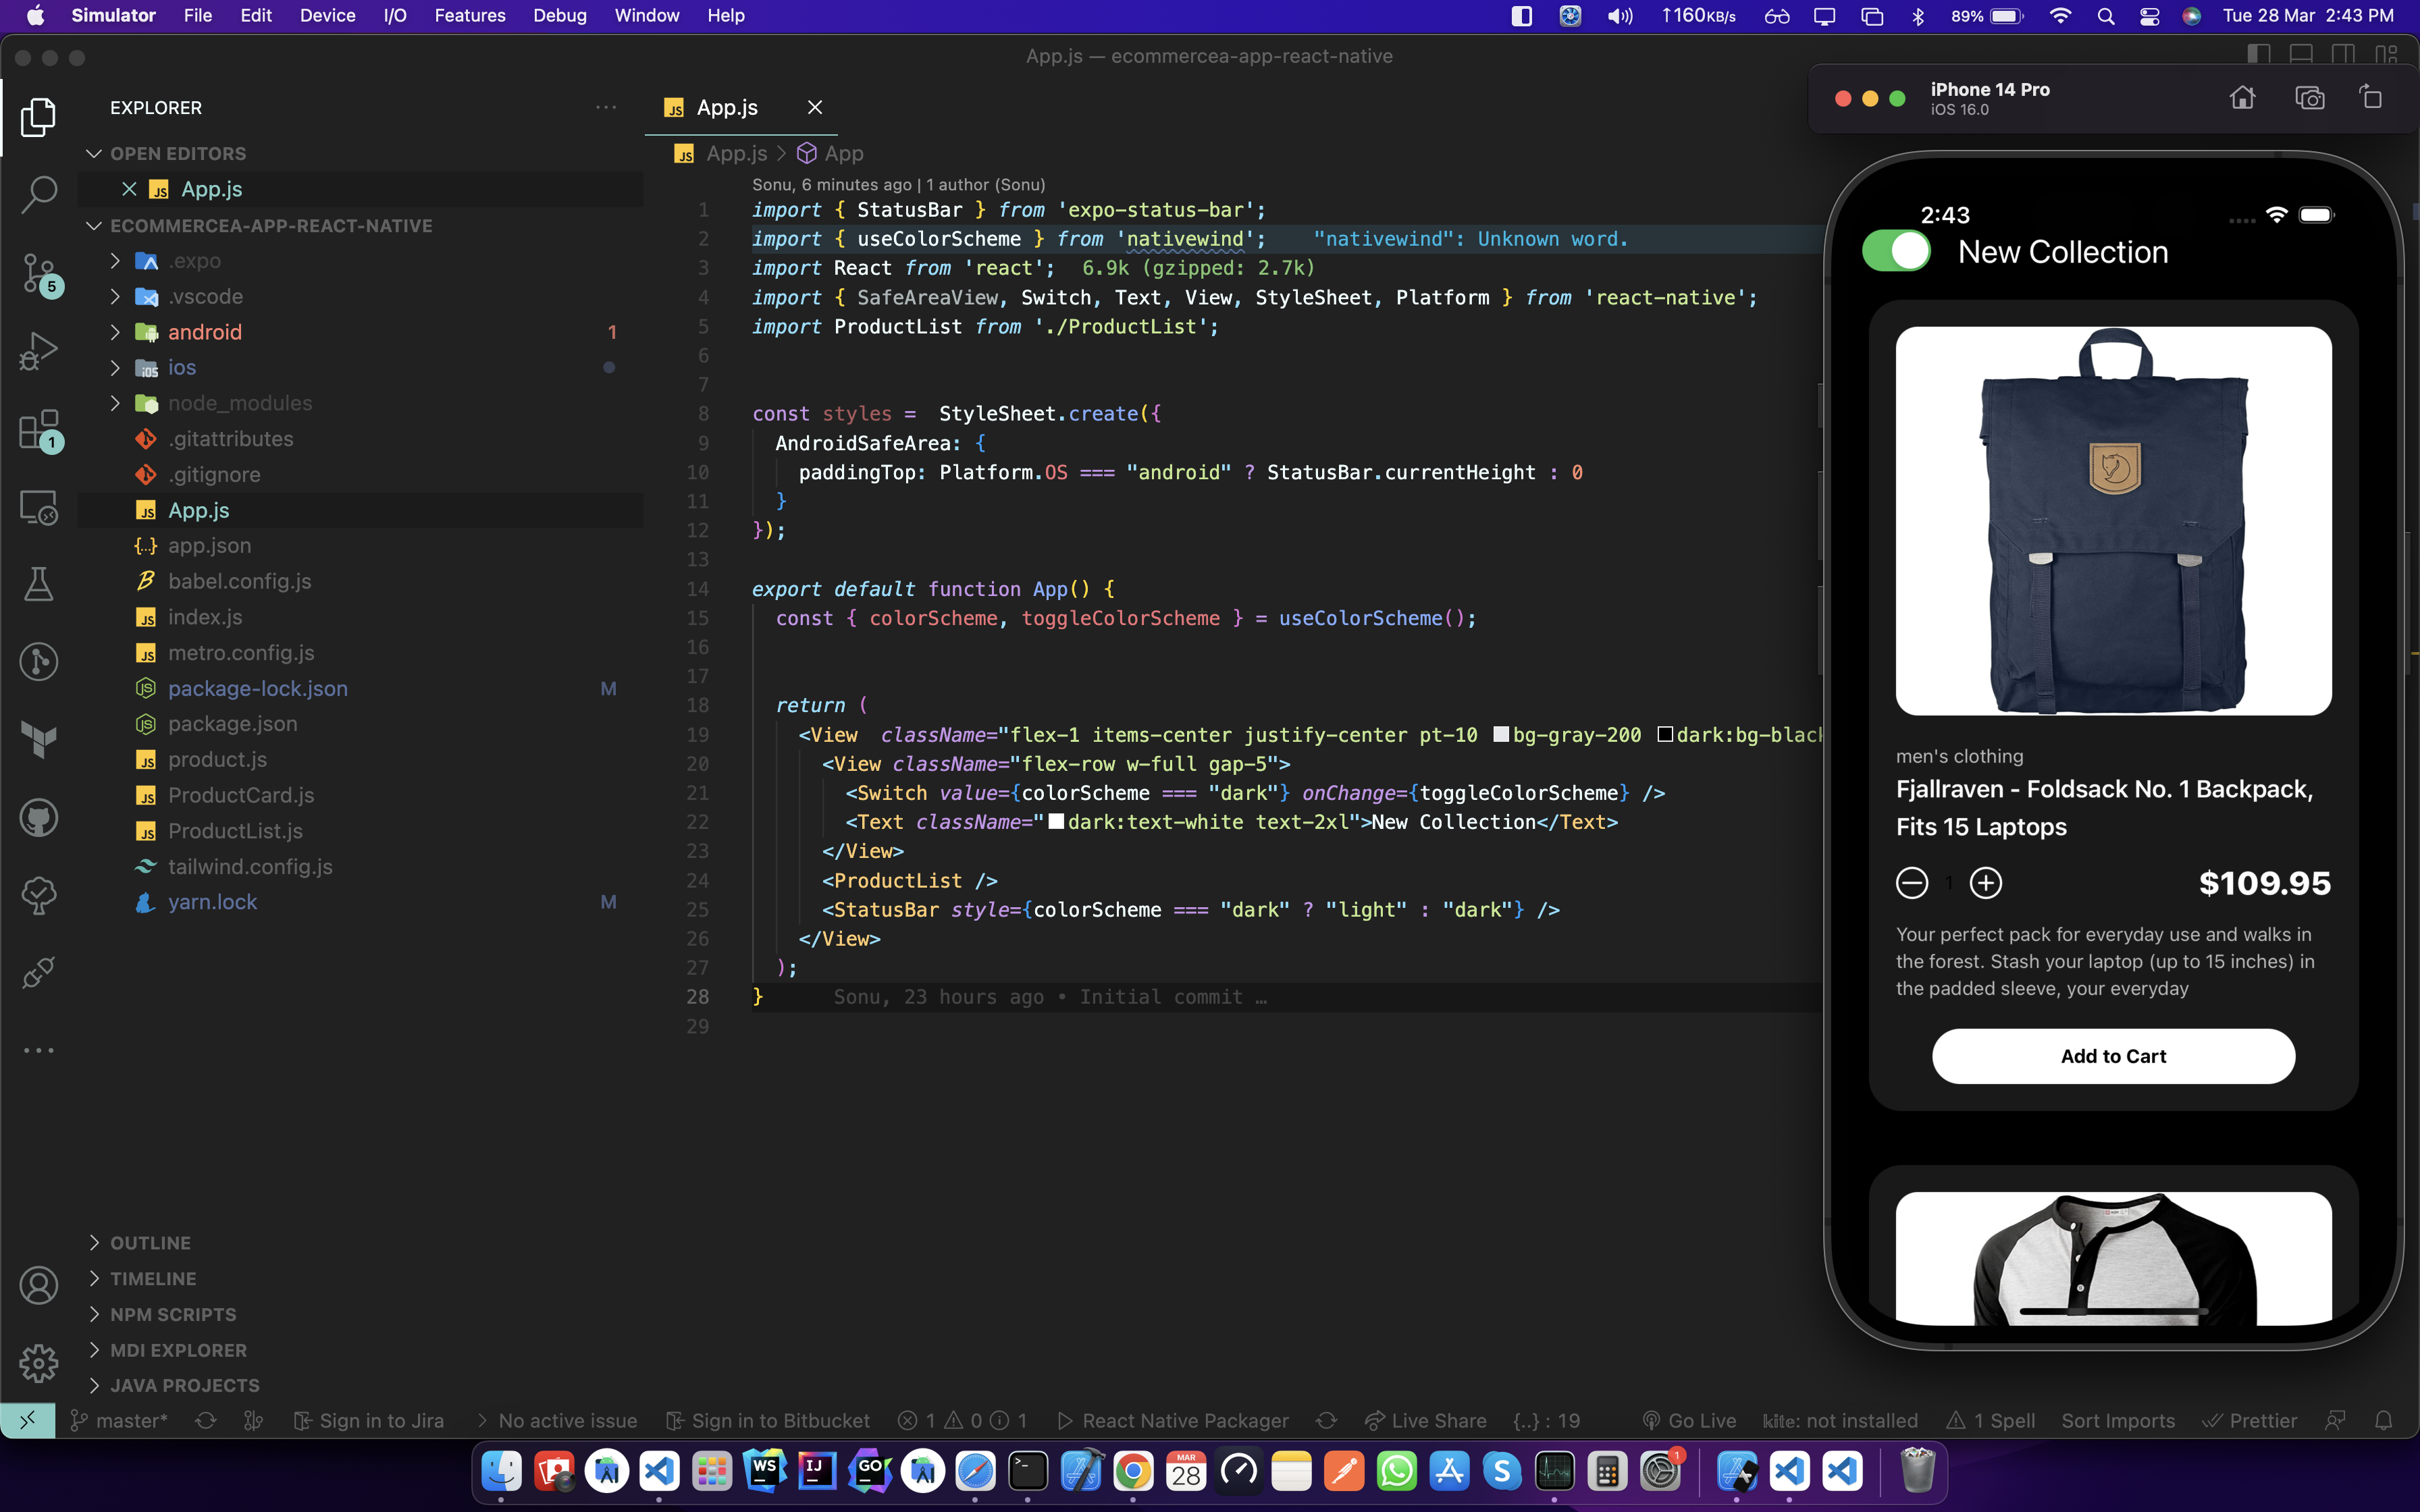 Simulator File Edit Device I/O Features Debug Window Help
↑160KB/s 89% Tue 28 Mar 2:43 PM
App.js — ecommercea-app-react-native
EXPLORER
OPEN EDITORS
App.js
ECOMMERCEA-APP-REACT-NATIVE
.expo
.vscode
android 1
ios
node_modules
.gitattributes
.gitignore
App.js
app.json
babel.config.js
index.js
metro.config.js
package-lock.json M
package.json
product.js
ProductCard.js
ProductList.js
tailwind.config.js
yarn.lock M
OUTLINE
TIMELINE
NPM SCRIPTS
MDI EXPLORER
JAVA PROJECTS
5
1
App.js
App.js > App
Sonu, 6 minutes ago | 1 author (Sonu)
1 import { StatusBar } from 'expo-status-bar';
2 import { useColorScheme } from 'nativewind'; "nativewind": Unknown word.
3 import React from 'react'; 6.9k (gzipped: 2.7k)
4 import { SafeAreaView, Switch, Text, View, StyleSheet, Platform } from 'react-native';
5 import ProductList from './ProductList';
6
7
8 const styles =  StyleSheet.create({
9 AndroidSafeArea: {
10 paddingTop: Platform.OS === "android" ? StatusBar.currentHeight : 0
11 }
12 });
13
14 export default function App() {
15 const { colorScheme, toggleColorScheme } = useColorScheme();
16
17
18 return (
19 <View  className="flex-1 items-center justify-center pt-10 bg-gray-200 dark:bg-black
20 <View className="flex-row w-full gap-5">
21 <Switch value={colorScheme === "dark"} onChange={toggleColorScheme} />
22 <Text className="dark:text-white text-2xl">New Collection</Text>
23 </View>
24 <ProductList />
25 <StatusBar style={colorScheme === "dark" ? "light" : "dark"} />
26 </View>
27 );
28 } Sonu, 23 hours ago • Initial commit …
29
iPhone 14 Pro
iOS 16.0
2:43
New Collection
men's clothing
Fjallraven - Foldsack No. 1 Backpack,
Fits 15 Laptops
1
$109.95
Your perfect pack for everyday use and walks in
the forest. Stash your laptop (up to 15 inches) in
the padded sleeve, your everyday
Add to Cart
master* Sign in to Jira No active issue Sign in to Bitbucket 1 0 1 React Native Packager Live Share {..} : 19 Go Live kite: not installed 1 Spell Sort Imports Prettier
WS IJ GO MAR 28 S 1